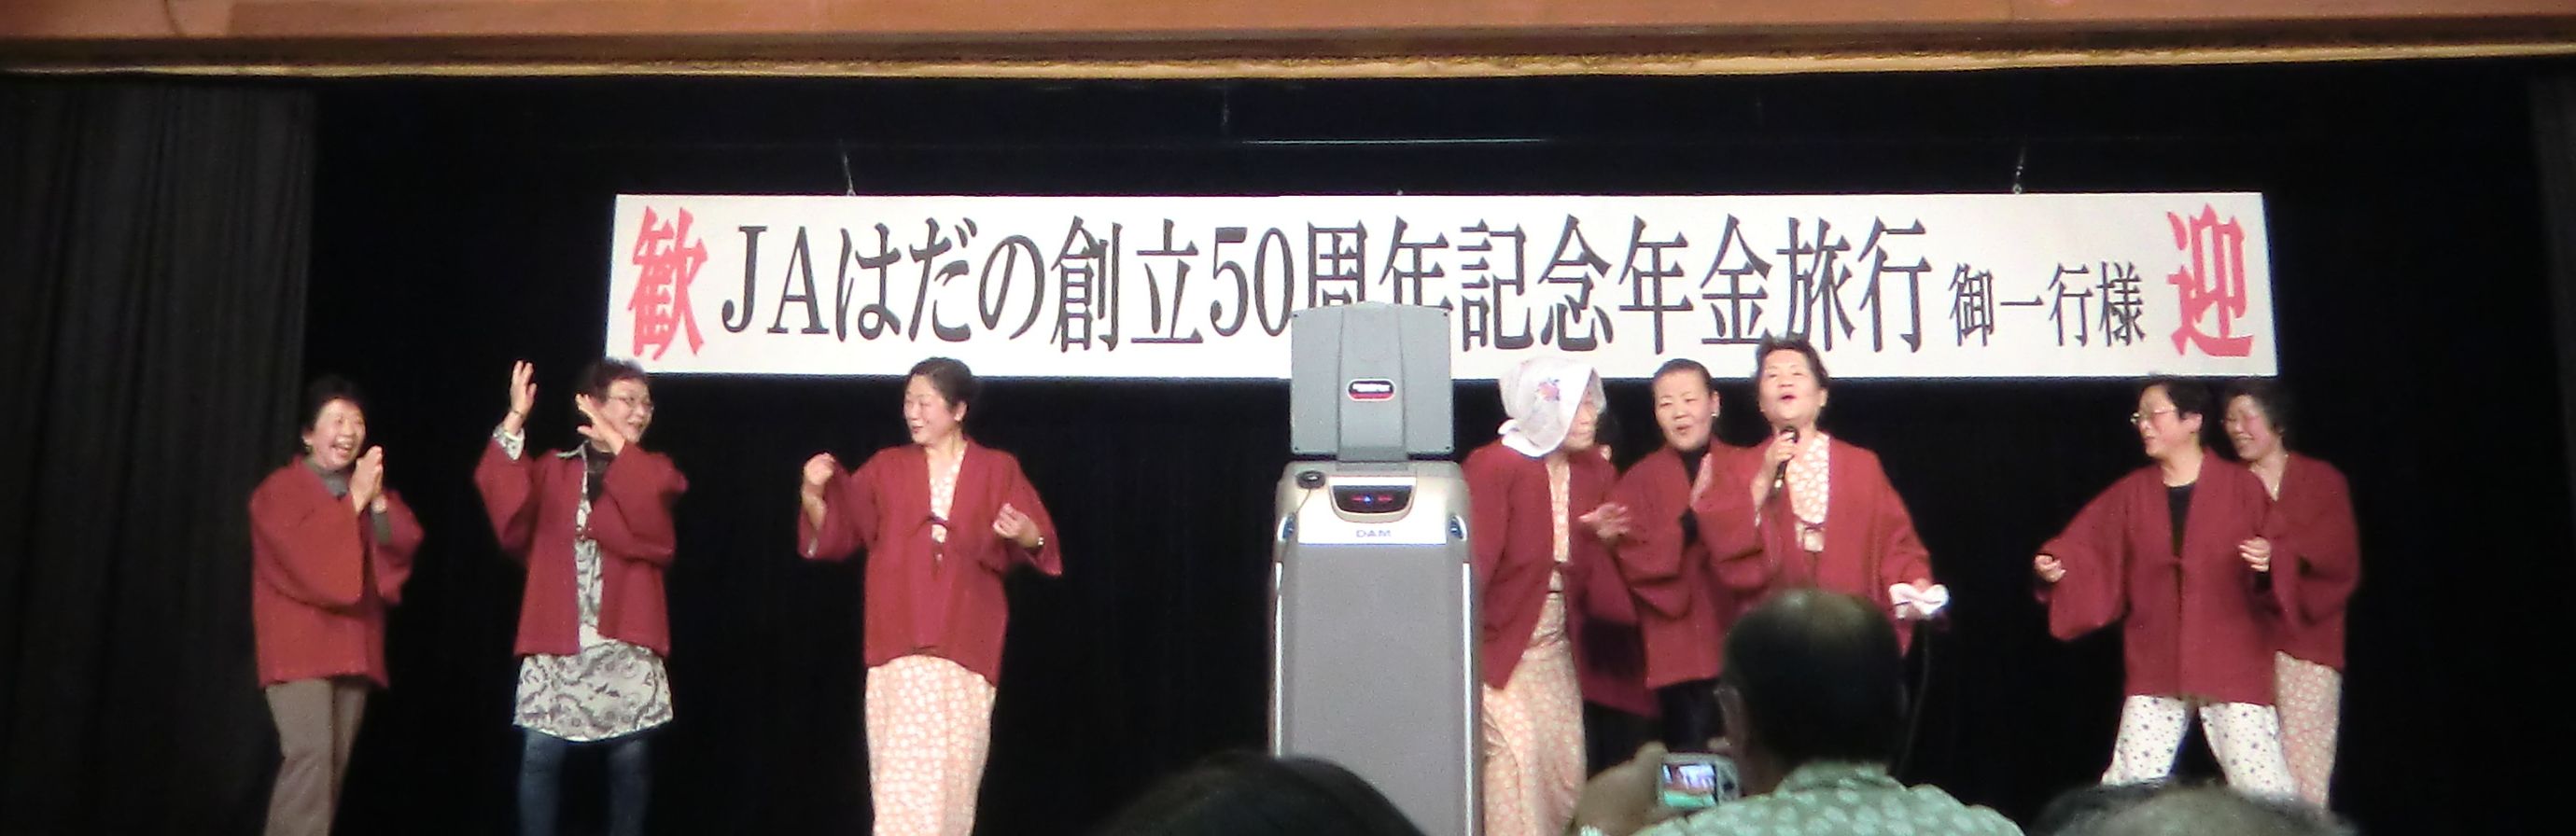 歓 JAはだの創立50周年記念年金旅行 御一行様 迎
DAM